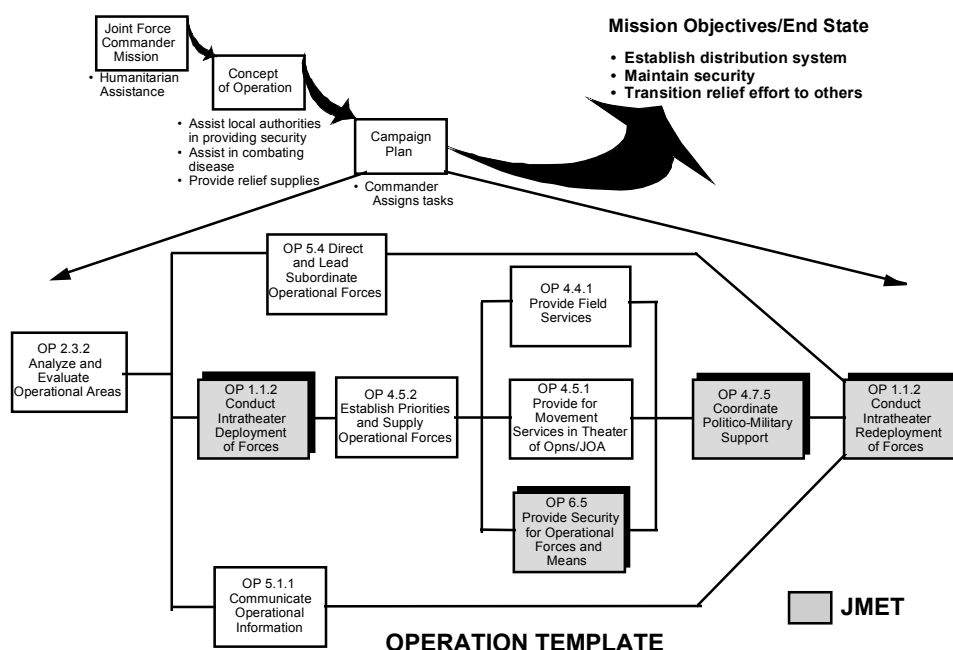 Joint Force
Commander
Mission
• Humanitarian
Assistance
Concept
of Operation
• Assist local authorities
in providing security
• Assist in combating
disease
• Provide relief supplies
Campaign
Plan
• Commander
Assigns tasks
Mission Objectives/End State
• Establish distribution system
• Maintain security
• Transition relief effort to others
OP 5.4 Direct
and Lead
Subordinate
Operational Forces
OP 4.4.1
Provide Field
Services
OP 2.3.2
Analyze and
Evaluate
Operational Areas
OP 1.1.2
Conduct
Intratheater
Deployment
of Forces
OP 4.5.2
Establish Priorities
and Supply
Operational Forces
OP 4.5.1
Provide for
Movement
Services in Theater
of Opns/JOA
OP 4.7.5
Coordinate
Politico-Military
Support
OP 1.1.2
Conduct
Intratheater
Redeployment
of Forces
OP 6.5
Provide Security
for Operational
Forces and
Means
OP 5.1.1
Communicate
Operational
Information
JMET
OPERATION TEMPLATE